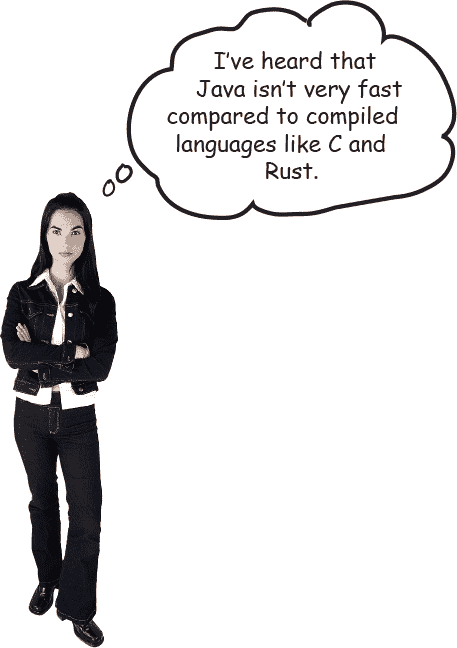 I've heard that
Java isn't very fast
compared to compiled
languages like C and
Rust.